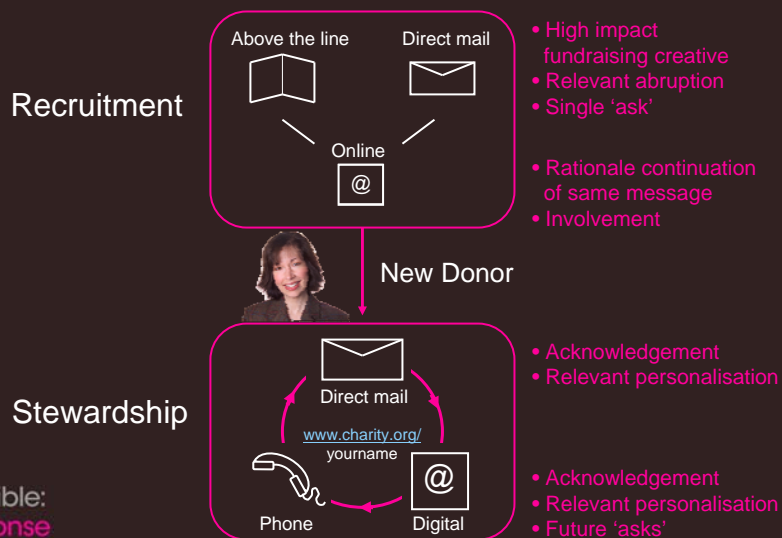 Above the line
Direct mail
Recruitment
Online
@
• High impact
fundraising creative
• Relevant abruption
• Single ‘ask’
• Rationale continuation
of same message
• Involvement
New Donor
Stewardship
Direct mail
www.charity.org/
yourname
@
Phone
Digital
• Acknowledgement
• Relevant personalisation
• Acknowledgement
• Relevant personalisation
• Future ‘asks’